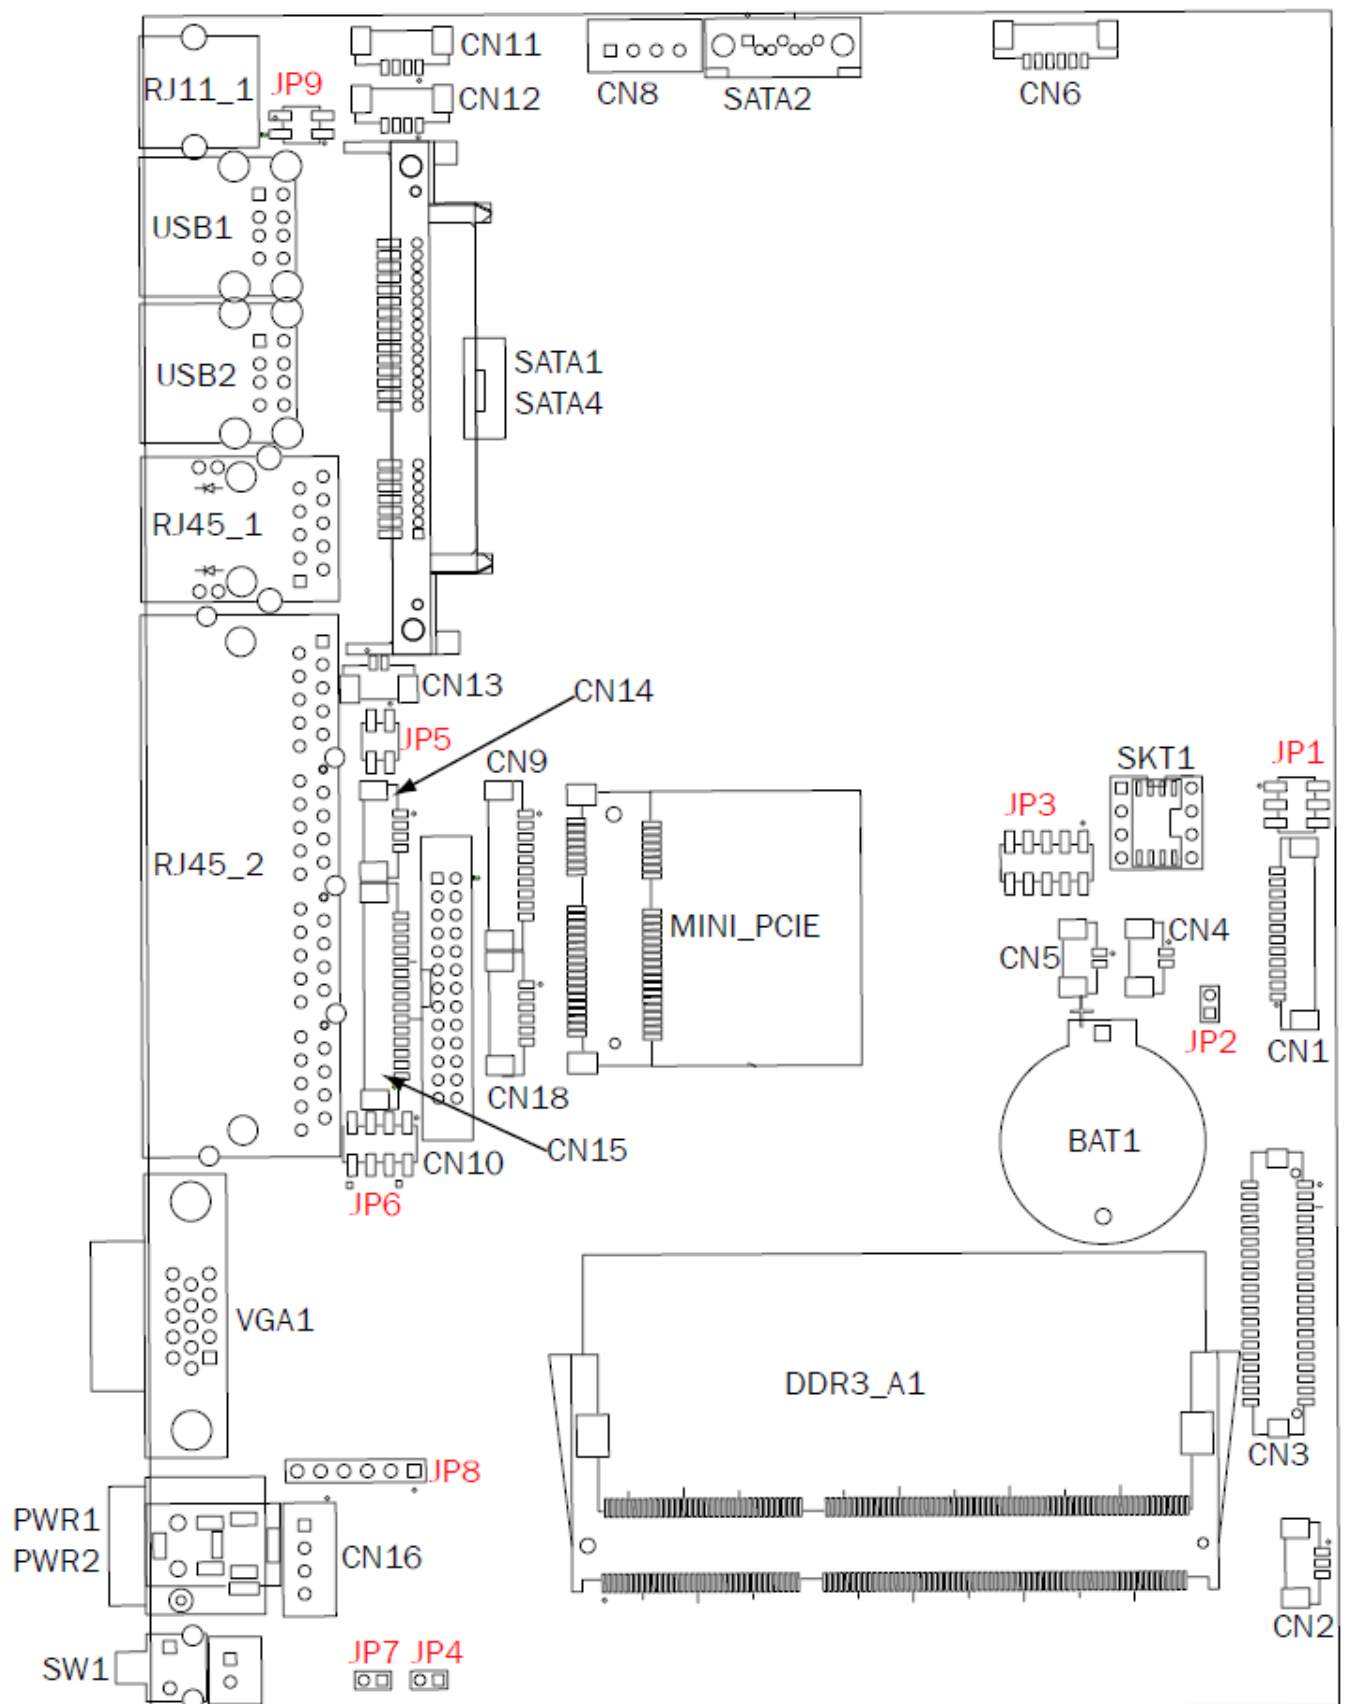 CN11
RJ11_1
JP9
CN12
CN8
SATA2
CN6
USB1
USB2
SATA1
SATA4
RJ45_1
CN13
CN14
JP5
CN9
SKT1
JP1
JP3
RJ45_2
MINI_PCIE
CN5
CN4
JP2
CN1
CN18
CN10
CN15
BAT1
JP6
VGA1
DDR3_A1
CN3
JP8
PWR1
PWR2
CN16
CN2
SW1
JP7
JP4